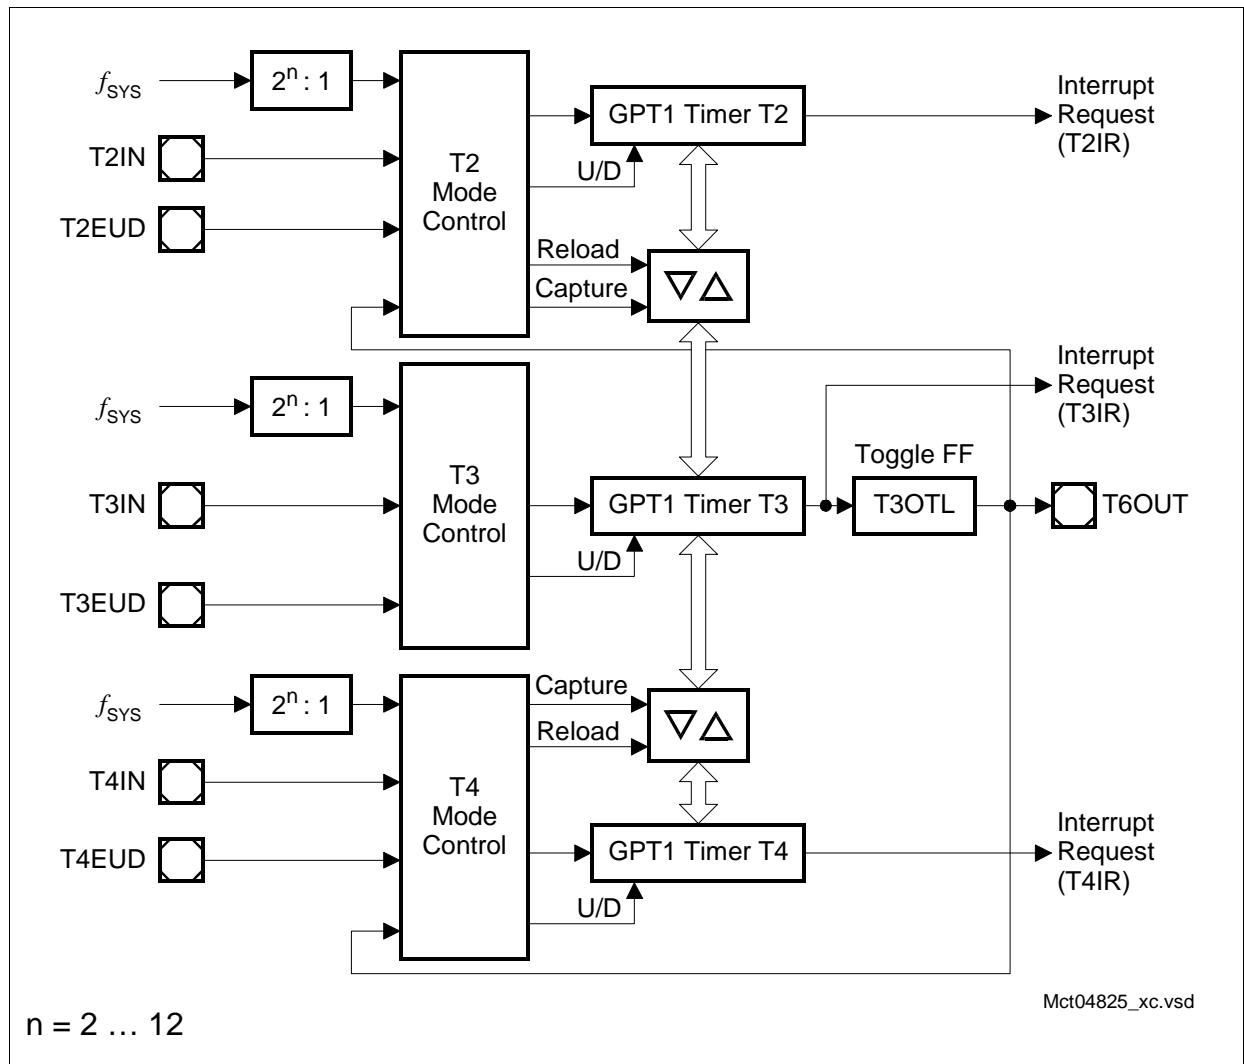 fSYS
2n : 1
T2IN
T2EUD
T2
Mode
Control
GPT1 Timer T2
U/D
Reload
Capture
Interrupt
Request
(T2IR)
fSYS
2n : 1
T3IN
T3EUD
T3
Mode
Control
GPT1 Timer T3
U/D
Toggle FF
T3OTL
T6OUT
Interrupt
Request
(T3IR)
fSYS
2n : 1
T4IN
T4EUD
T4
Mode
Control
Capture
Reload
GPT1 Timer T4
U/D
Interrupt
Request
(T4IR)
Mct04825_xc.vsd
n = 2 … 12